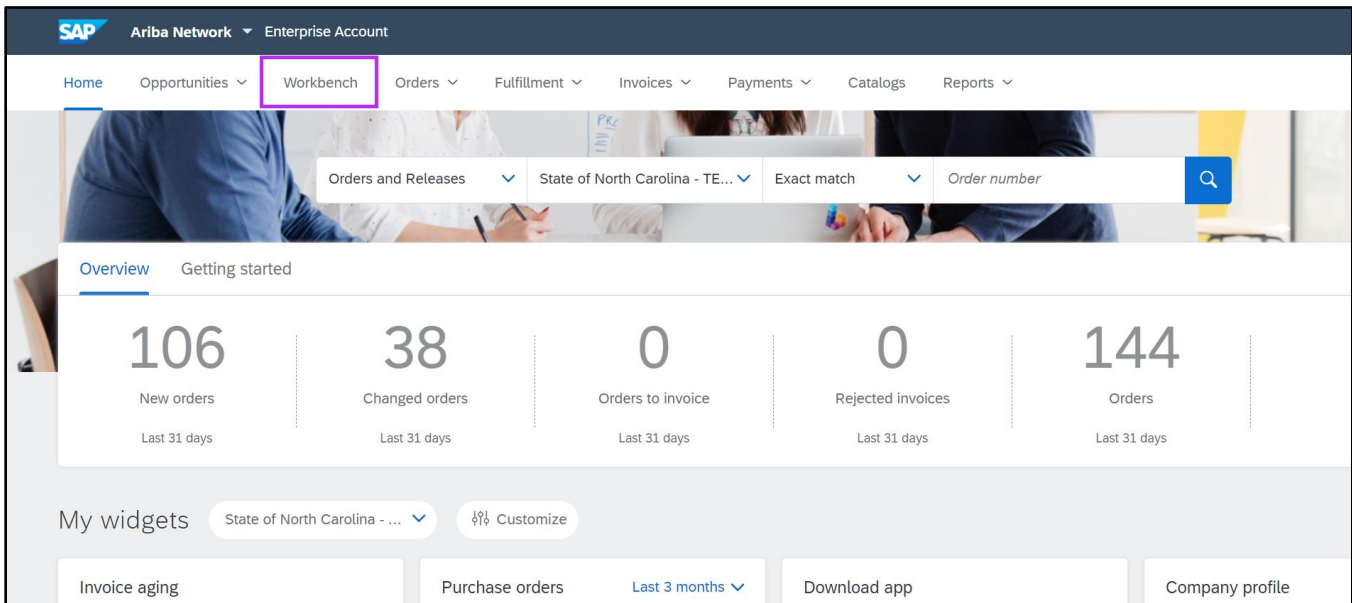 SAP Ariba Network Enterprise Account
Home Opportunities Workbench Orders Fulfillment Invoices Payments Catalogs Reports
Orders and Releases State of North Carolina - TE... Exact match Order number
Overview Getting started
106 38 0 0 144
New orders Changed orders Orders to invoice Rejected invoices Orders
Last 31 days Last 31 days Last 31 days Last 31 days Last 31 days
My widgets State of North Carolina - ... Customize
Invoice aging Purchase orders Last 3 months Download app Company profile